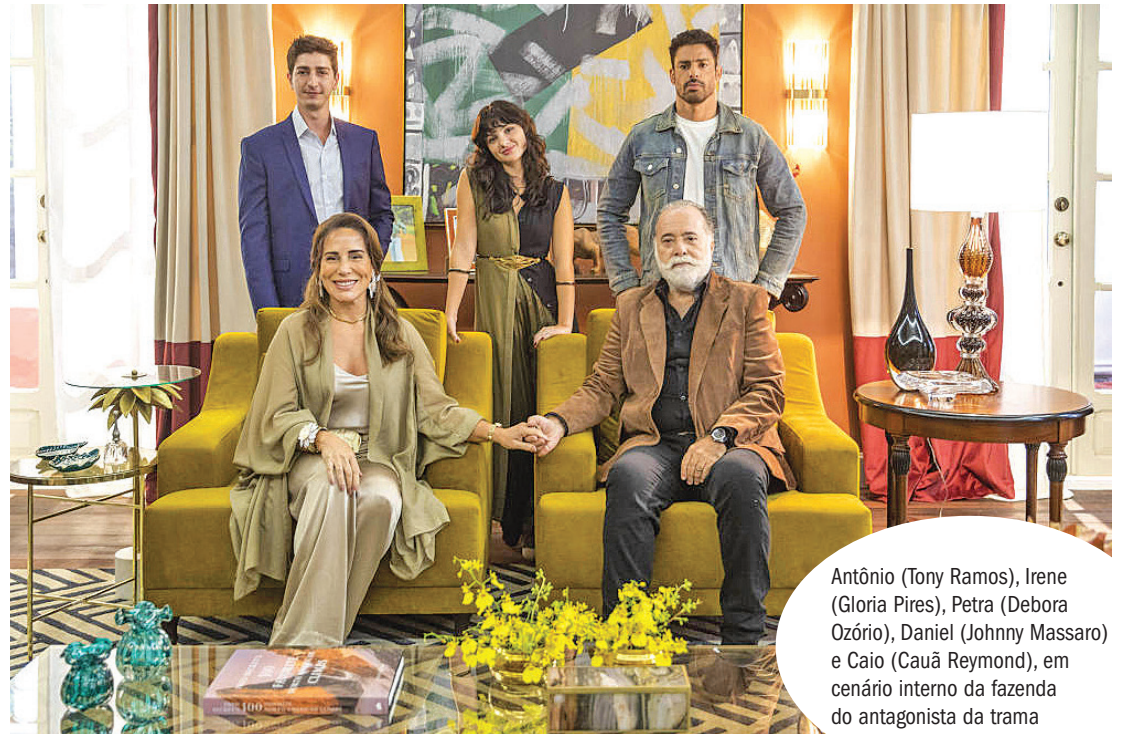 100
Antônio (Tony Ramos), Irene
(Gloria Pires), Petra (Debora
Ozório), Daniel (Johnny Massaro)
e Caio (Cauã Reymond), em
cenário interno da fazenda
do antagonista da trama